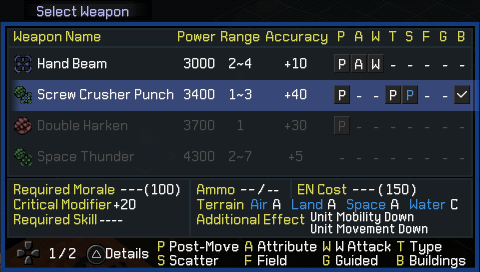 Select Weapon
Weapon Name Power Range Accuracy P A W T S F G B
Hand Beam 3000 2~4 +10 P A W - - - - -
Screw Crusher Punch 3400 1~3 +40 P - - T P - - ✓
Double Harken 3700 1 +30 P - - - - - - -
Space Thunder 4300 2~7 +5 - - - - - - - -
Required Morale ---(100) Ammo --/-- EN Cost ---(150)
Critical Modifier +20 Terrain Air A Land A Space A Water C
Required Skill ---- Additional Effect Unit Mobility Down
Unit Movement Down
1/2 Details P Post-Move A Attribute W W Attack T Type
S Scatter F Field G Guided B Buildings